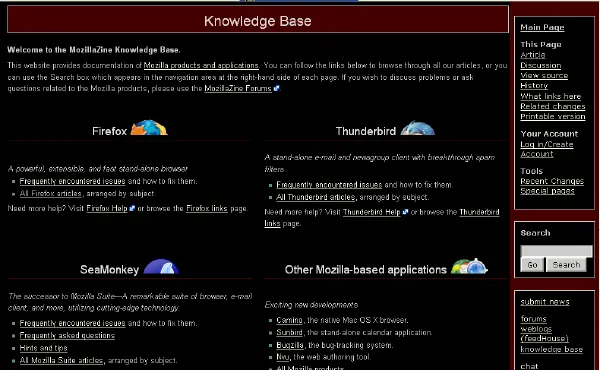 Knowledge Base
Welcome to the MozillaZine Knowledge Base.
This website provides documentation of Mozilla products and applications. You can follow the links below to browse through all our articles, or you
can use the Search box which appears in the navigation area at the right-hand side of each page. If you wish to discuss problems or ask
questions related to the Mozilla products, please use the MozillaZine Forums.
Firefox
A powerful, extensible, and fast stand-alone browser
Frequently encountered issues and how to fix them.
All Firefox articles, arranged by subject.
Need more help? Visit Firefox Help or browse the Firefox links page.
Thunderbird
A stand-alone e-mail and newsgroup client with breakthrough spam
filters
Frequently encountered issues and how to fix them.
All Thunderbird articles, arranged by subject.
Need more help? Visit Thunderbird Help or browse the Thunderbird
links page.
SeaMonkey
The successor to Mozilla Suite—A remarkable suite of browser, e-mail
client, and more, utilizing cutting-edge technology.
Frequently encountered issues and how to fix them.
Frequently asked questions
Hints and tips
All Mozilla Suite articles, arranged by subject.
Other Mozilla-based applications
Exciting new developments
Camino, the native Mac OS X browser.
Sunbird, the stand-alone calendar application.
Bugzilla, the bug-tracking system.
Nvu, the web authoring tool.
All Mozilla products
Main Page
This Page
Article
Discussion
View source
History
What links here
Related changes
Printable version
Your Account
Log in/Create
Account
Tools
Recent Changes
Special pages
Search
Go Search
submit news
forums
weblogs
(feedHouse)
knowledge base
chat